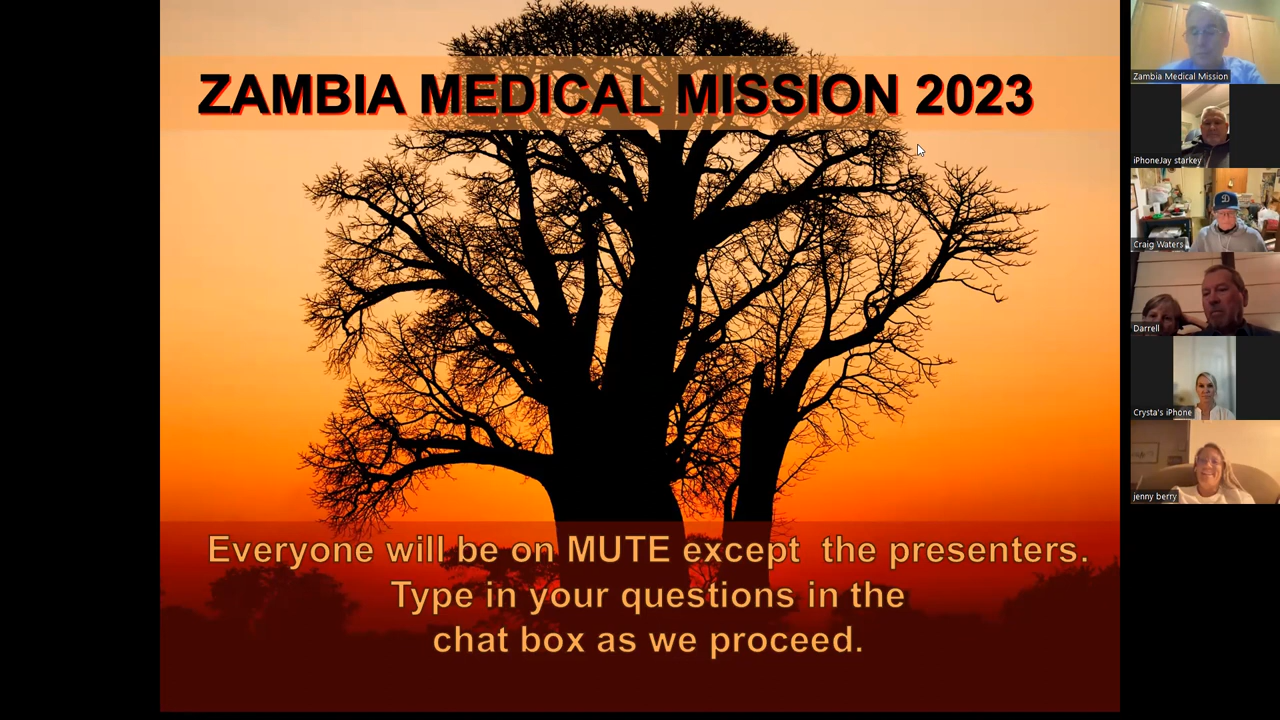 ZAMBIA MEDICAL MISSION 2023
Everyone will be on MUTE except the presenters.
Type in your questions in the
chat box as we proceed.
Zambia Medical Mission
iPhoneJay starkey
Craig Waters
Darrell
Crysta's iPhone
jenny berry